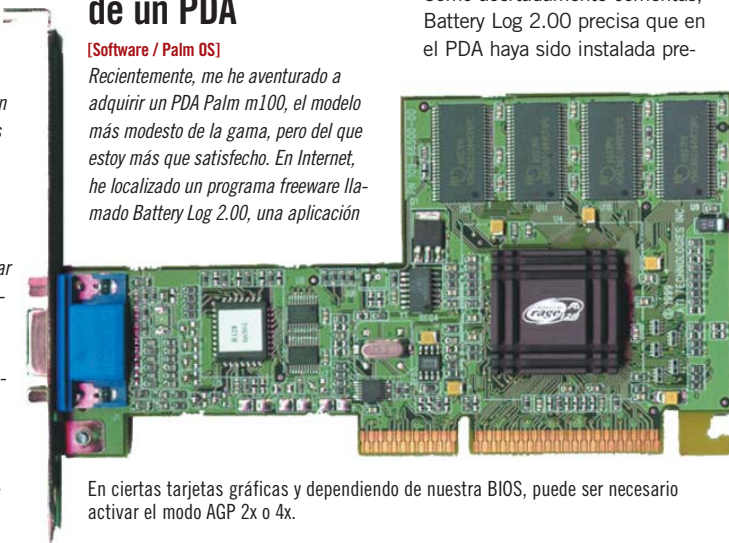 de un PDA
[Software / Palm OS]
Recientemente, me he aventurado a
adquirir un PDA Palm m100, el modelo
más modesto de la gama, pero del que
estoy más que satisfecho. En Internet,
he localizado un programa freeware lla-
mado Battery Log 2.00, una aplicación
Battery Log 2.00 precisa que en
el PDA haya sido instalada pre-
rage
En ciertas tarjetas gráficas y dependiendo de nuestra BIOS, puede ser necesario
activar el modo AGP 2x o 4x.